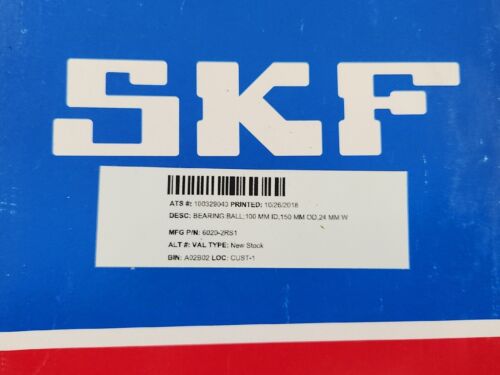 SKF
ATS #: 100329043 PRINTED: 10/26/2018
DESC: BEARING BALL;100 MM ID,150 MM OD,24 MM W
MFG P/N: 6020-2RS1
ALT #: VAL TYPE: New Stock
BIN: A02B02 LOC: CUST-1